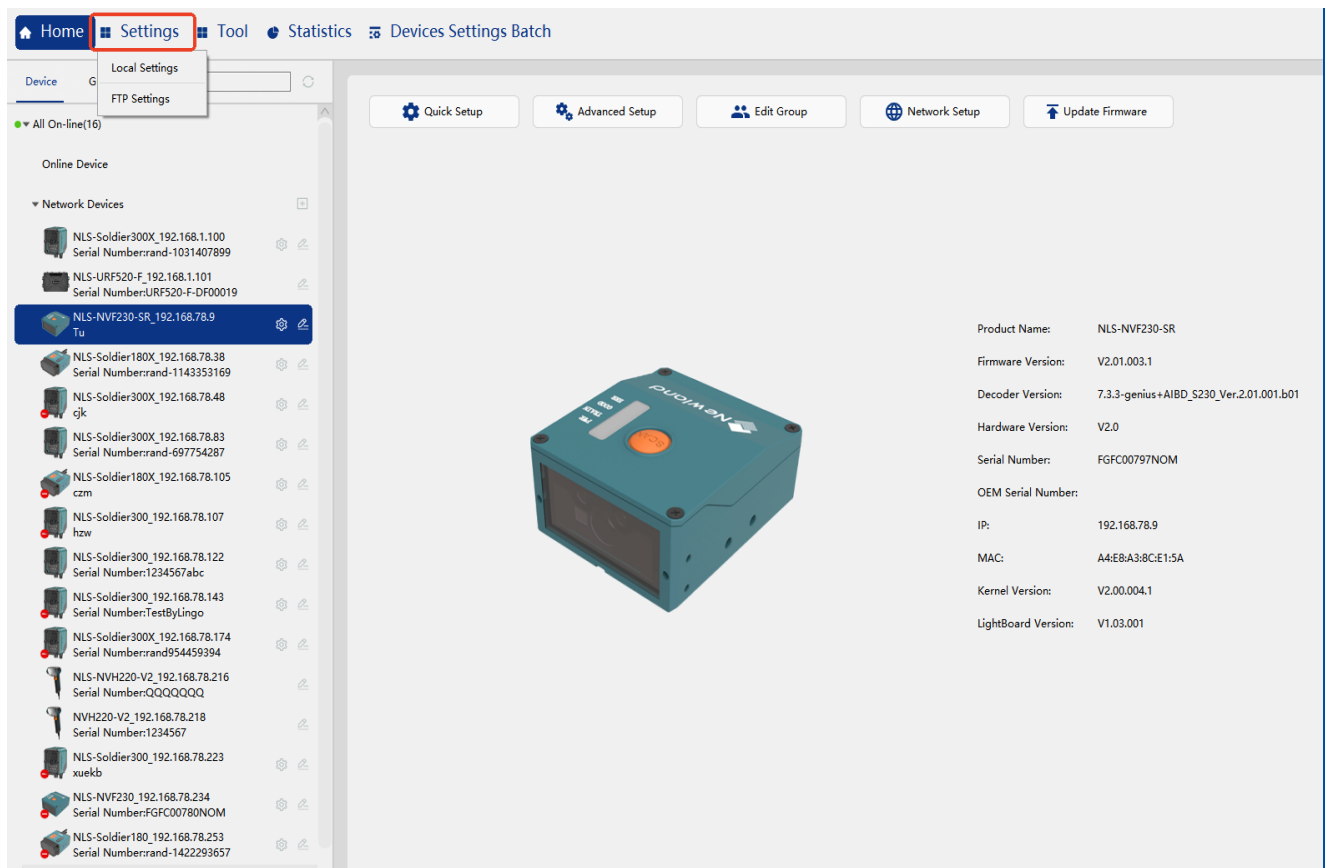 Home
Settings
Tool
Statistics
Devices Settings Batch
Local Settings
FTP Settings
Device
G
All On-line(16)
Online Device
Network Devices
NLS-Soldier300X_192.168.1.100
Serial Number:rand-1031407899
NLS-URF520-F_192.168.1.101
Serial Number:URF520-F-DF00019
NLS-NVF230-SR_192.168.78.9
Tu
NLS-Soldier180X_192.168.78.38
Serial Number:rand-1143353169
NLS-Soldier300X_192.168.78.48
cjk
NLS-Soldier300X_192.168.78.83
Serial Number:rand-697754287
NLS-Soldier180X_192.168.78.105
czm
NLS-Soldier300_192.168.78.107
hzw
NLS-Soldier300_192.168.78.122
Serial Number:1234567abc
NLS-Soldier300_192.168.78.143
Serial Number:TestByLingo
NLS-Soldier300X_192.168.78.174
Serial Number:rand954459394
NLS-NVH220-V2_192.168.78.216
Serial Number:QQQQQQQ
NVH220-V2_192.168.78.218
Serial Number:1234567
NLS-Soldier300_192.168.78.223
xuekb
NLS-NVF230_192.168.78.234
Serial Number:FGFC00780NOM
NLS-Soldier180_192.168.78.253
Serial Number:rand-1422293657
Quick Setup
Advanced Setup
Edit Group
Network Setup
Update Firmware
Newland
SCAN
Product Name: NLS-NVF230-SR
Firmware Version: V2.01.003.1
Decoder Version: 7.3.3-genius+AIBD_S230_Ver.2.01.001.b01
Hardware Version: V2.0
Serial Number: FGFC00797NOM
OEM Serial Number:
IP: 192.168.78.9
MAC: A4:E8:A3:8C:E1:5A
Kernel Version: V2.00.004.1
LightBoard Version: V1.03.001